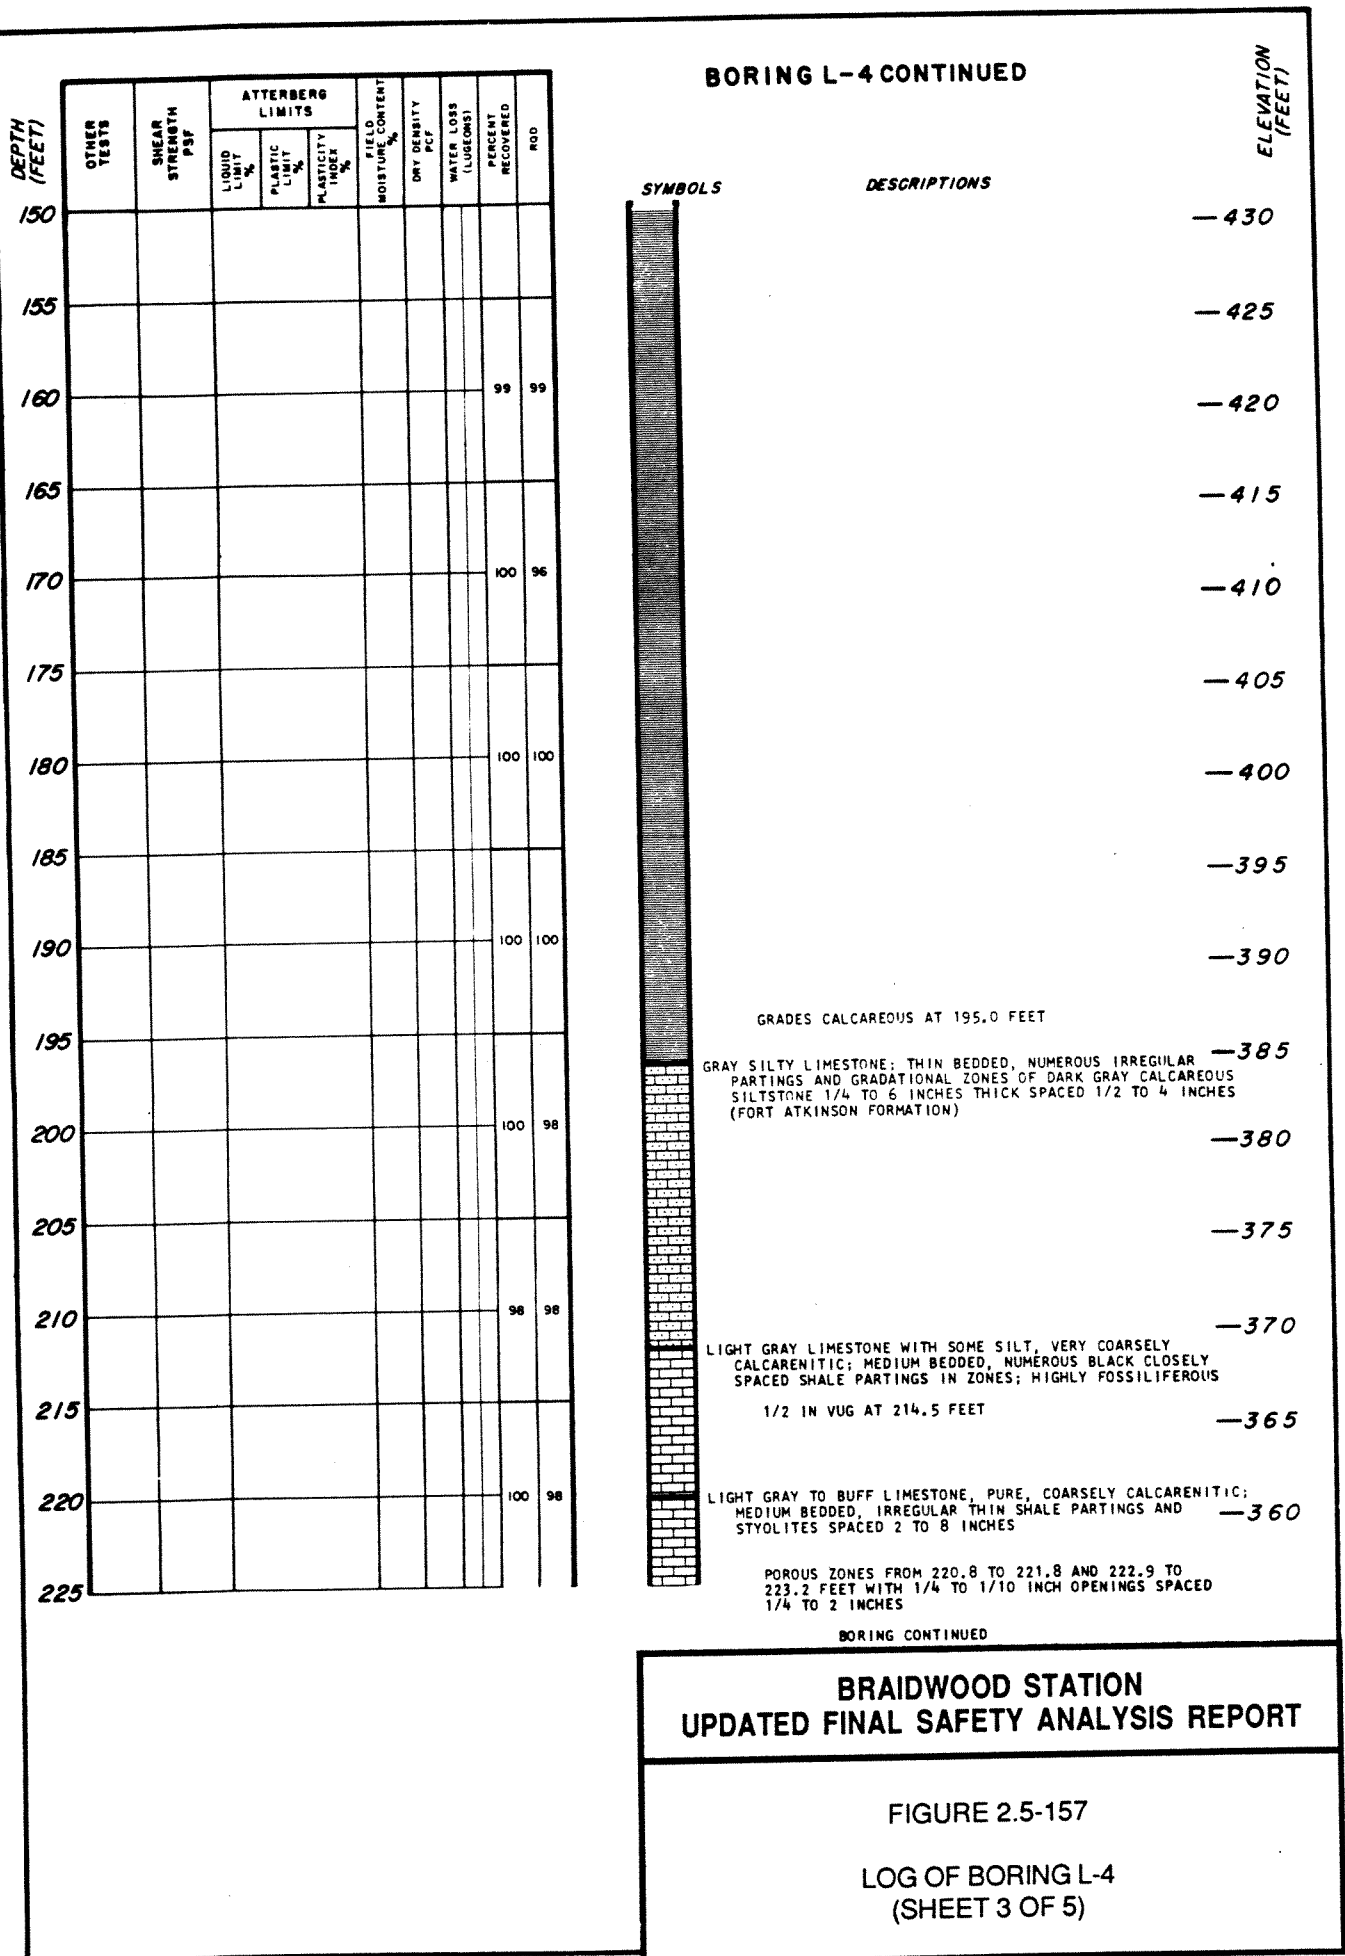 BORING L-4 CONTINUED
DEPTH
(FEET)
OTHER
TESTS
SHEAR
STRENGTH
PSF
ATTERBERG
LIMITS
LIQUID
LIMIT
%
PLASTIC
LIMIT
%
PLASTICITY
INDEX
%
FIELD
MOISTURE CONTENT
%
DRY DENSITY
PCF
WATER LOSS
(LUGEONS)
PERCENT
RECOVERED
RQD
SYMBOLS
DESCRIPTIONS
ELEVATION
(FEET)
150
—430
155
—425
160
99 99
—420
165
—415
170
100 96
—410
175
—405
180
100 100
—400
185
—395
190
100 100
—390
GRADES CALCAREOUS AT 195.0 FEET
195
—385
GRAY SILTY LIMESTONE; THIN BEDDED, NUMEROUS IRREGULAR
PARTINGS AND GRADATIONAL ZONES OF DARK GRAY CALCAREOUS
SILTSTONE 1/4 TO 6 INCHES THICK SPACED 1/2 TO 4 INCHES
(FORT ATKINSON FORMATION)
200
100 98
—380
205
—375
210
98 98
—370
LIGHT GRAY LIMESTONE WITH SOME SILT, VERY COARSELY
CALCARENITIC; MEDIUM BEDDED, NUMEROUS BLACK CLOSELY
SPACED SHALE PARTINGS IN ZONES; HIGHLY FOSSILIFEROUS
1/2 IN VUG AT 214.5 FEET
215
—365
220
100 98
LIGHT GRAY TO BUFF LIMESTONE, PURE, COARSELY CALCARENITIC;
MEDIUM BEDDED, IRREGULAR THIN SHALE PARTINGS AND
STYOLITES SPACED 2 TO 8 INCHES
—360
POROUS ZONES FROM 220.8 TO 221.8 AND 222.9 TO
223.2 FEET WITH 1/4 TO 1/10 INCH OPENINGS SPACED
1/4 TO 2 INCHES
225
BORING CONTINUED
BRAIDWOOD STATION
UPDATED FINAL SAFETY ANALYSIS REPORT
FIGURE 2.5-157
LOG OF BORING L-4
(SHEET 3 OF 5)